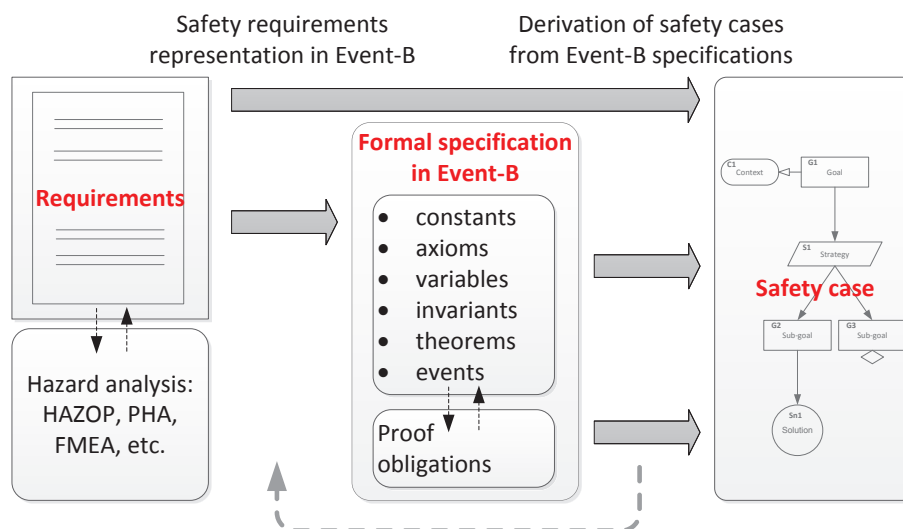 Safety requirements
representation in Event-B
Derivation of safety cases
from Event-B specifications
Requirements
Hazard analysis:
HAZOP, PHA,
FMEA, etc.
Formal specification
in Event-B
• constants
• axioms
• variables
• invariants
• theorems
• events
Proof
obligations
C1
Context
G1
Goal
S1
Strategy
Safety case
G2
Sub-goal
G3
Sub-goal
Sn1
Solution